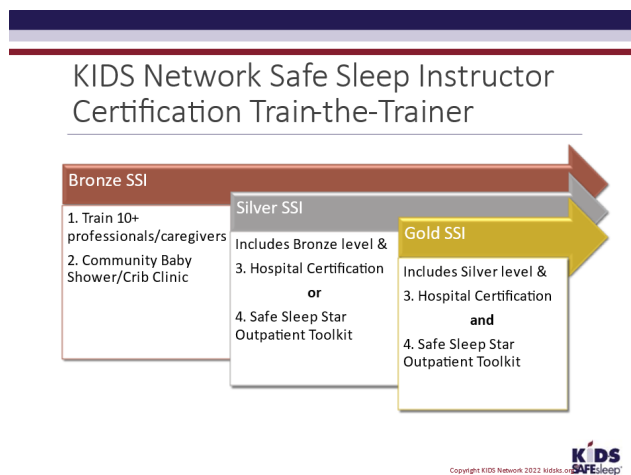 KIDS Network Safe Sleep Instructor
Certification Train-the-Trainer
Bronze SSI
1. Train 10+
professionals/caregivers
2. Community Baby
Shower/Crib Clinic
Silver SSI
Includes Bronze level &
3. Hospital Certification
or
4. Safe Sleep Star
Outpatient Toolkit
Gold SSI
Includes Silver level &
3. Hospital Certification
and
4. Safe Sleep Star
Outpatient Toolkit
KIDS
SAFEsleep
Copyright KIDS Network 2022 kidsks.org